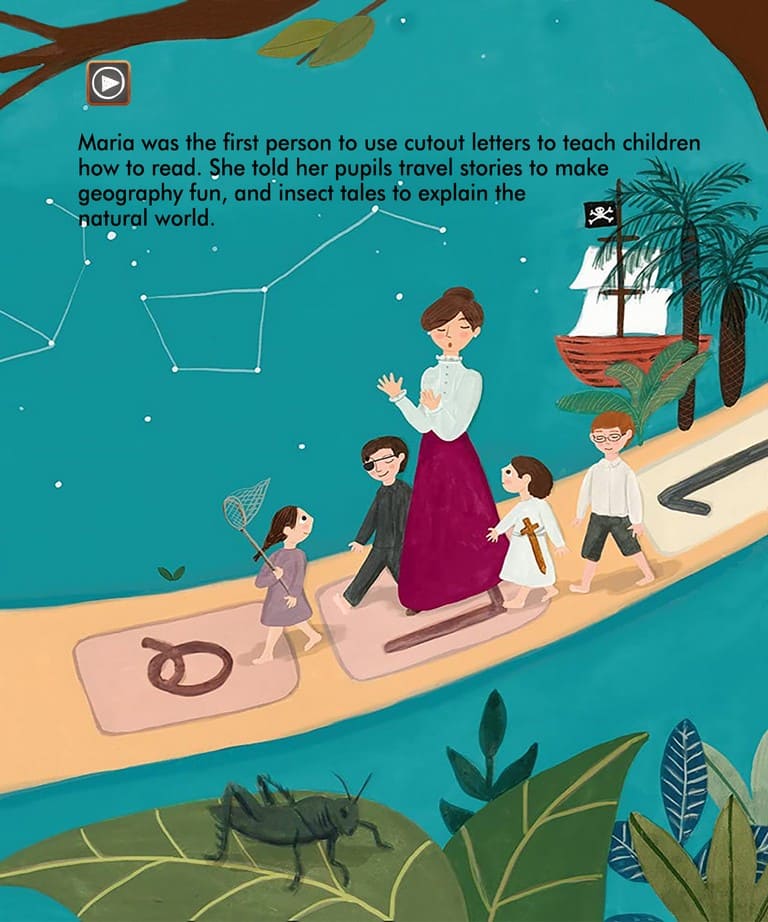 Maria was the first person to use cutout letters to teach children
how to read. She told her pupils travel stories to make
geography fun, and insect tales to explain the
natural world.